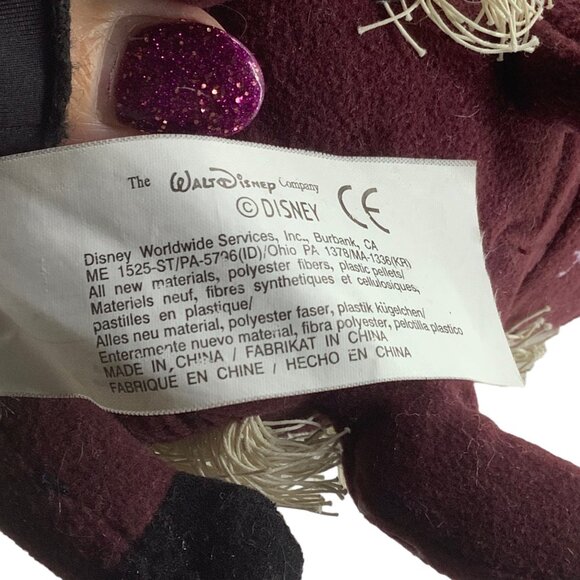 The WALT DISNEY Company
© DISNEY CE
Disney Worldwide Services, Inc., Burbank, CA
ME 1525-ST/PA-5796(ID)/Ohio PA 1378/MA-1336(KR)
All new materials, polyester fibers, plastic pellets/
Materiels neuf, fibres synthetiques et cellulosiques,
pastilles en plastique/
Alles neu material, polyester faser, plastik kügelchen/
Enteramente nuevo material, fibra polyester, pelotilla plastico
MADE IN CHINA / FABRIKAT IN CHINA
FABRIQUÉ EN CHINE / HECHO EN CHINA